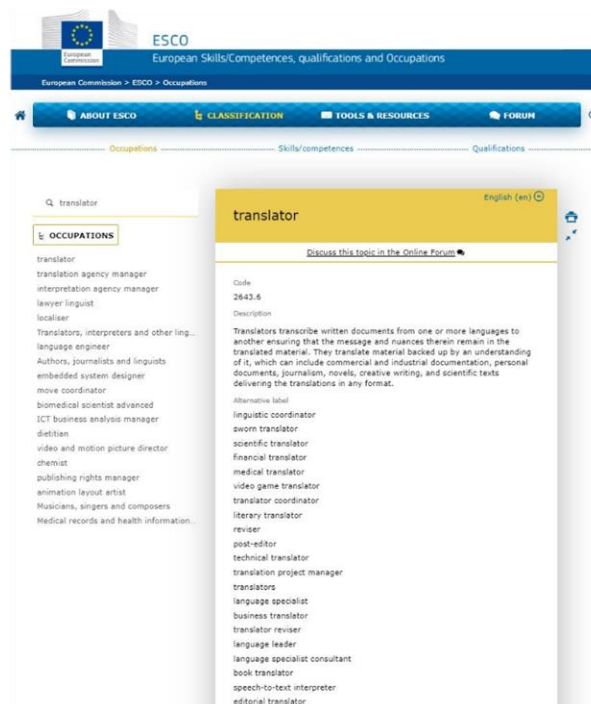 European
Commission
ESCO
European Skills/Competences, qualifications and Occupations
European Commission > ESCO > Occupations
ABOUT ESCO
CLASSIFICATION
TOOLS & RESOURCES
FORUM
Occupations
Skills/competences
Qualifications
translator
OCCUPATIONS
translator
translation agency manager
interpretation agency manager
lawyer linguist
localiser
Translators, interpreters and other ling...
language engineer
Authors, journalists and linguists
embedded system designer
move coordinator
biomedical scientist advanced
ICT business analysis manager
dietitian
video and motion picture director
chemist
publishing rights manager
animation layout artist
Musicians, singers and composers
Medical records and health information...
English (en)
translator
Discuss this topic in the Online Forum
Code
2643.6
Description
Translators transcribe written documents from one or more languages to
another ensuring that the message and nuances therein remain in the
translated material. They translate material backed up by an understanding
of it, which can include commercial and industrial documentation, personal
documents, journalism, novels, creative writing, and scientific texts
delivering the translations in any format.
Alternative label
linguistic coordinator
sworn translator
scientific translator
financial translator
medical translator
video game translator
translator coordinator
literary translator
reviser
post-editor
technical translator
translation project manager
translators
language specialist
business translator
translator reviser
language leader
language specialist consultant
book translator
speech-to-text interpreter
editorial translator